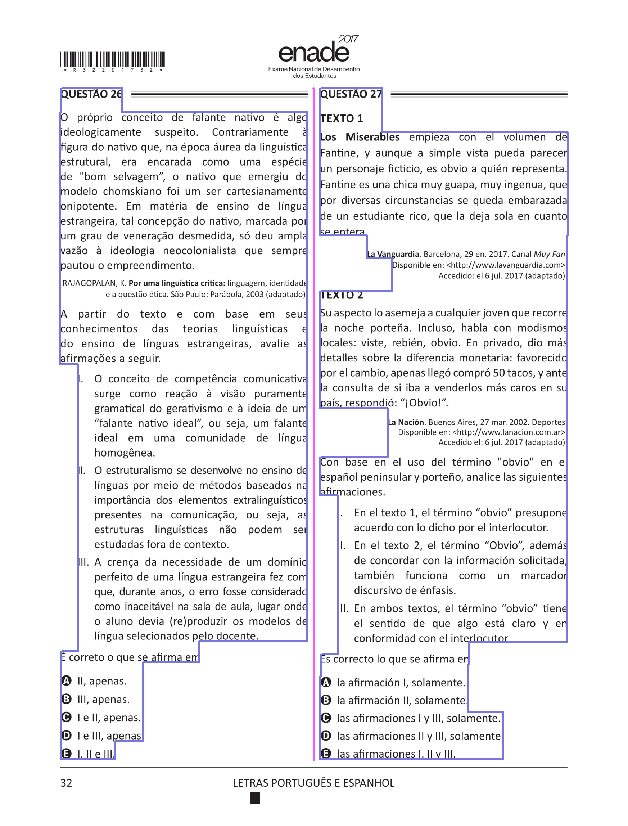 2017
enade
Exame Nacional de Desempenho
dos Estudantes
QUESTÃO 26
O próprio conceito de falante nativo é algo
ideologicamente suspeito. Contrariamente à
figura do nativo que, na época áurea da linguística
estrutural, era encarada como uma espécie
de "bom selvagem”, o nativo que emergiu do
modelo chomskiano foi um ser cartesianamente
onipotente. Em matéria de ensino de língua
estrangeira, tal concepção do nativo, marcada por
um grau de veneração desmedida, só deu ampla
vazão à ideologia neocolonialista que sempre
pautou o empreendimento.
RAJAGOPALAN, K. Por uma linguística crítica: linguagem, identidade
e a questão ética. São Paulo: Parábola, 2003 (adaptado).
A partir do texto e com base em seus
conhecimentos das teorias linguísticas e
do ensino de línguas estrangeiras, avalie as
afirmações a seguir.
I. O conceito de competência comunicativa
surge como reação à visão puramente
gramatical do gerativismo e à ideia de um
“falante nativo ideal”, ou seja, um falante
ideal em uma comunidade de língua
homogênea.
II. O estruturalismo se desenvolve no ensino de
línguas por meio de métodos baseados na
importância dos elementos extralinguísticos
presentes na comunicação, ou seja, as
estruturas linguísticas não podem ser
estudadas fora de contexto.
III. A crença da necessidade de um domínio
perfeito de uma língua estrangeira fez com
que, durante anos, o erro fosse considerado
como inaceitável na sala de aula, lugar onde
o aluno devia (re)produzir os modelos de
língua selecionados pelo docente.
É correto o que se afirma em
A II, apenas.
B III, apenas.
C I e II, apenas.
D I e III, apenas.
E I, II e III.
QUESTÃO 27
TEXTO 1
Los Miserables empieza con el volumen de
Fantine, y aunque a simple vista pueda parecer
un personaje ficticio, es obvio a quién representa.
Fantine es una chica muy guapa, muy ingenua, que
por diversas circunstancias se queda embarazada
de un estudiante rico, que la deja sola en cuanto
se entera.
La Vanguardia. Barcelona, 29 en. 2017. Canal Muy Fan
Disponible en: <http://www.lavanguardia.com>
Accedido: el 6 jul. 2017 (adaptado)
TEXTO 2
Su aspecto lo asemeja a cualquier joven que recorre
la noche porteña. Incluso, habla con modismos
locales: viste, rebién, obvio. En privado, dio más
detalles sobre la diferencia monetaria: favorecido
por el cambio, apenas llegó compró 50 tacos, y ante
la consulta de si iba a venderlos más caros en su
país, respondió: “¡Obvio!”.
La Nación. Buenos Aires, 27 mar. 2002. Deportes
Disponible en: <http://www.lanacion.com.ar>
Accedido el: 6 jul. 2017 (adaptado)
Con base en el uso del término "obvio" en el
español peninsular y porteño, analice las siguientes
afirmaciones.
I. En el texto 1, el término “obvio” presupone
acuerdo con lo dicho por el interlocutor.
II. En el texto 2, el término “Obvio”, además
de concordar con la información solicitada,
también funciona como un marcador
discursivo de énfasis.
III. En ambos textos, el término “obvio” tiene
el sentido de que algo está claro y en
conformidad con el interlocutor.
Es correcto lo que se afirma en
A la afirmación I, solamente.
B la afirmación II, solamente.
C las afirmaciones I y III, solamente.
D las afirmaciones II y III, solamente.
E las afirmaciones I, II y III.
32
LETRAS PORTUGUÊS E ESPANHOL